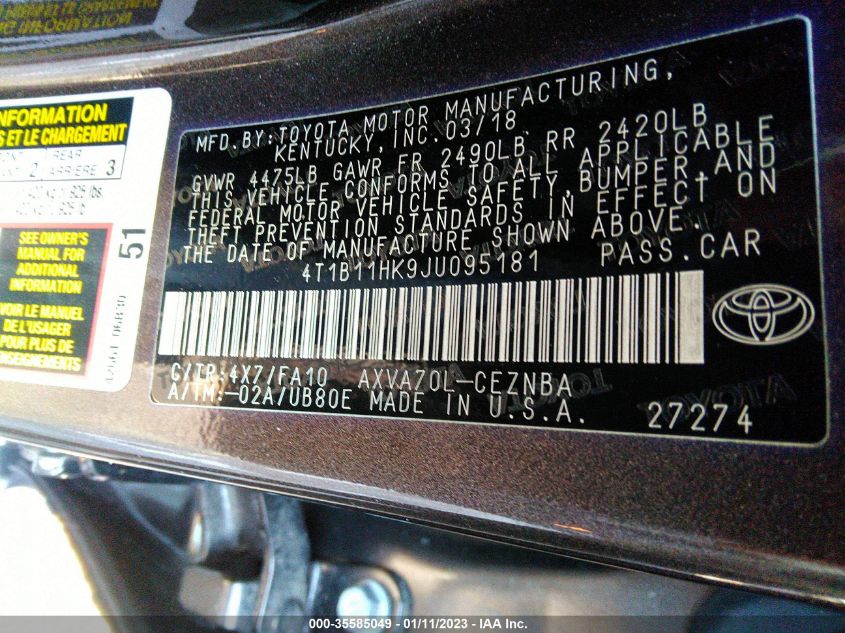 INFORMATION
S ET LE CHARGEMENT
2 REAR
ARRIERE 3
SEE OWNER'S
MANUAL FOR
ADDITIONAL
INFORMATION
VOIR LE MANUEL
DE L'USAGER
POUR PLUS DE
RENSEIGNEMENTS
51
MFD. BY: TOYOTA MOTOR MANUFACTURING,
KENTUCKY, INC. 03/18
GVWR 4475LB GAWR FR 2490LB RR 2420LB
THIS VEHICLE CONFORMS TO ALL APPLICABLE
FEDERAL MOTOR VEHICLE SAFETY, BUMPER, AND
THEFT PREVENTION STANDARDS IN EFFECT ON
THE DATE OF MANUFACTURE SHOWN ABOVE.
4T1B11HK9JU095181 PASS. CAR
C/TR: 4X7/FA10 AXVA70L-CEZNBA
A/TM: -02A/UB80E MADE IN U.S.A.
27274
000-35585049 - 01/11/2023 - IAA Inc.